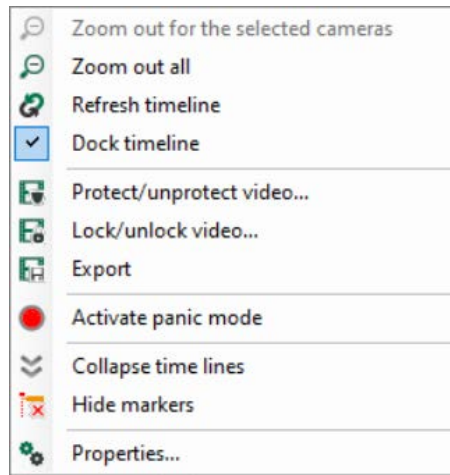 Zoom out for the selected cameras
Zoom out all
Refresh timeline
Dock timeline
Protect/unprotect video...
Lock/unlock video...
Export
Activate panic mode
Collapse time lines
Hide markers
Properties...